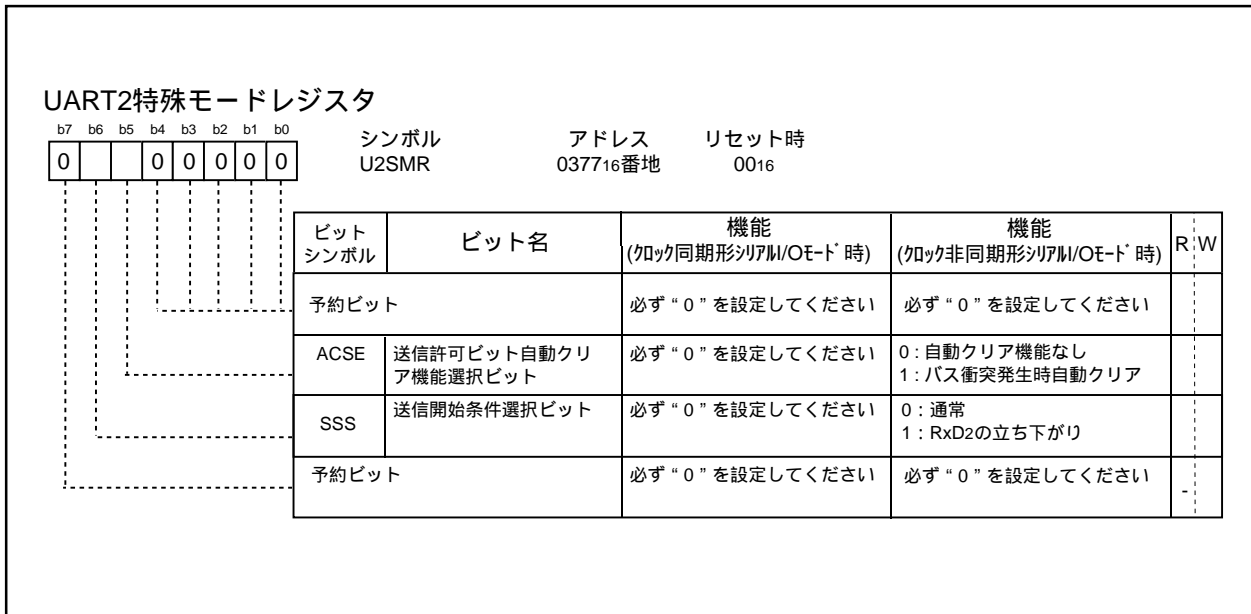 UART2特殊モードレジスタ
b7 b6 b5 b4 b3 b2 b1 b0
0 0 0 0 0 0
シンボル アドレス リセット時
U2SMR 037716番地 0016
ビットシンボル ビット名 機能 (ｸﾛｯｸ同期形ｼﾘｱﾙI/Oﾓｰﾄﾞ時) 機能 (ｸﾛｯｸ非同期形ｼﾘｱﾙI/Oﾓｰﾄﾞ時) R W
予約ビット 必ず“0”を設定してください 必ず“0”を設定してください
ACSE 送信許可ビット自動クリア機能選択ビット 必ず“0”を設定してください 0：自動クリア機能なし
1：バス衝突発生時自動クリア
SSS 送信開始条件選択ビット 必ず“0”を設定してください 0：通常
1：RxD2の立ち下がり
予約ビット 必ず“0”を設定してください 必ず“0”を設定してください -